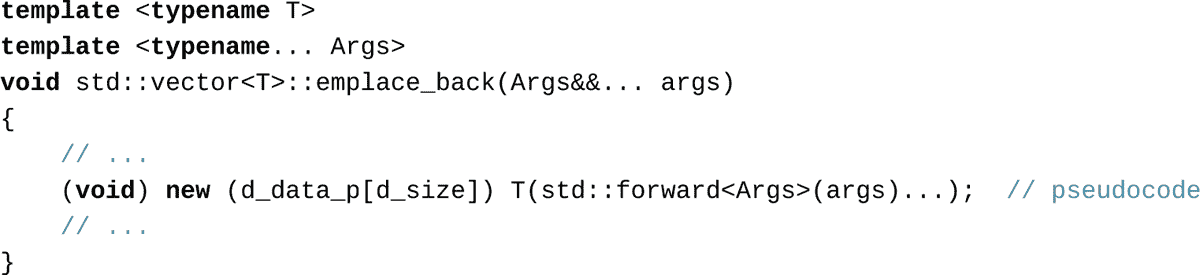 template <typename T>
template <typename... Args>
void std::vector<T>::emplace_back(Args&&... args)
{
    // ...
    (void) new (d_data_p[d_size]) T(std::forward<Args>(args)...);  // pseudocode
    // ...
}